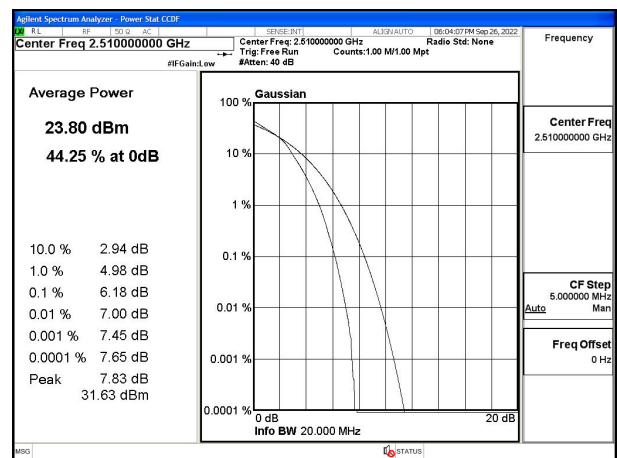 Agilent Spectrum Analyzer - Power Stat CCDF
RL RF 50 Ω AC SENSE:INT ALIGN AUTO 06:04:07 PM Sep 26, 2022
Center Freq 2.510000000 GHz
Center Freq: 2.510000000 GHz Radio Std: None
Trig: Free Run Counts:1.00 M/1.00 Mpt
#IFGain:Low #Atten: 40 dB
Frequency
Average Power
23.80 dBm
44.25 % at 0dB
10.0 % 2.94 dB
1.0 % 4.98 dB
0.1 % 6.18 dB
0.01 % 7.00 dB
0.001 % 7.45 dB
0.0001 % 7.65 dB
Peak 7.83 dB
31.63 dBm
Gaussian
100 %
10 %
1 %
0.1 %
0.01 %
0.001 %
0.0001 %
0 dB 20 dB
Info BW 20.000 MHz
Center Freq
2.510000000 GHz
CF Step
5.000000 MHz
Auto Man
Freq Offset
0 Hz
MSG STATUS